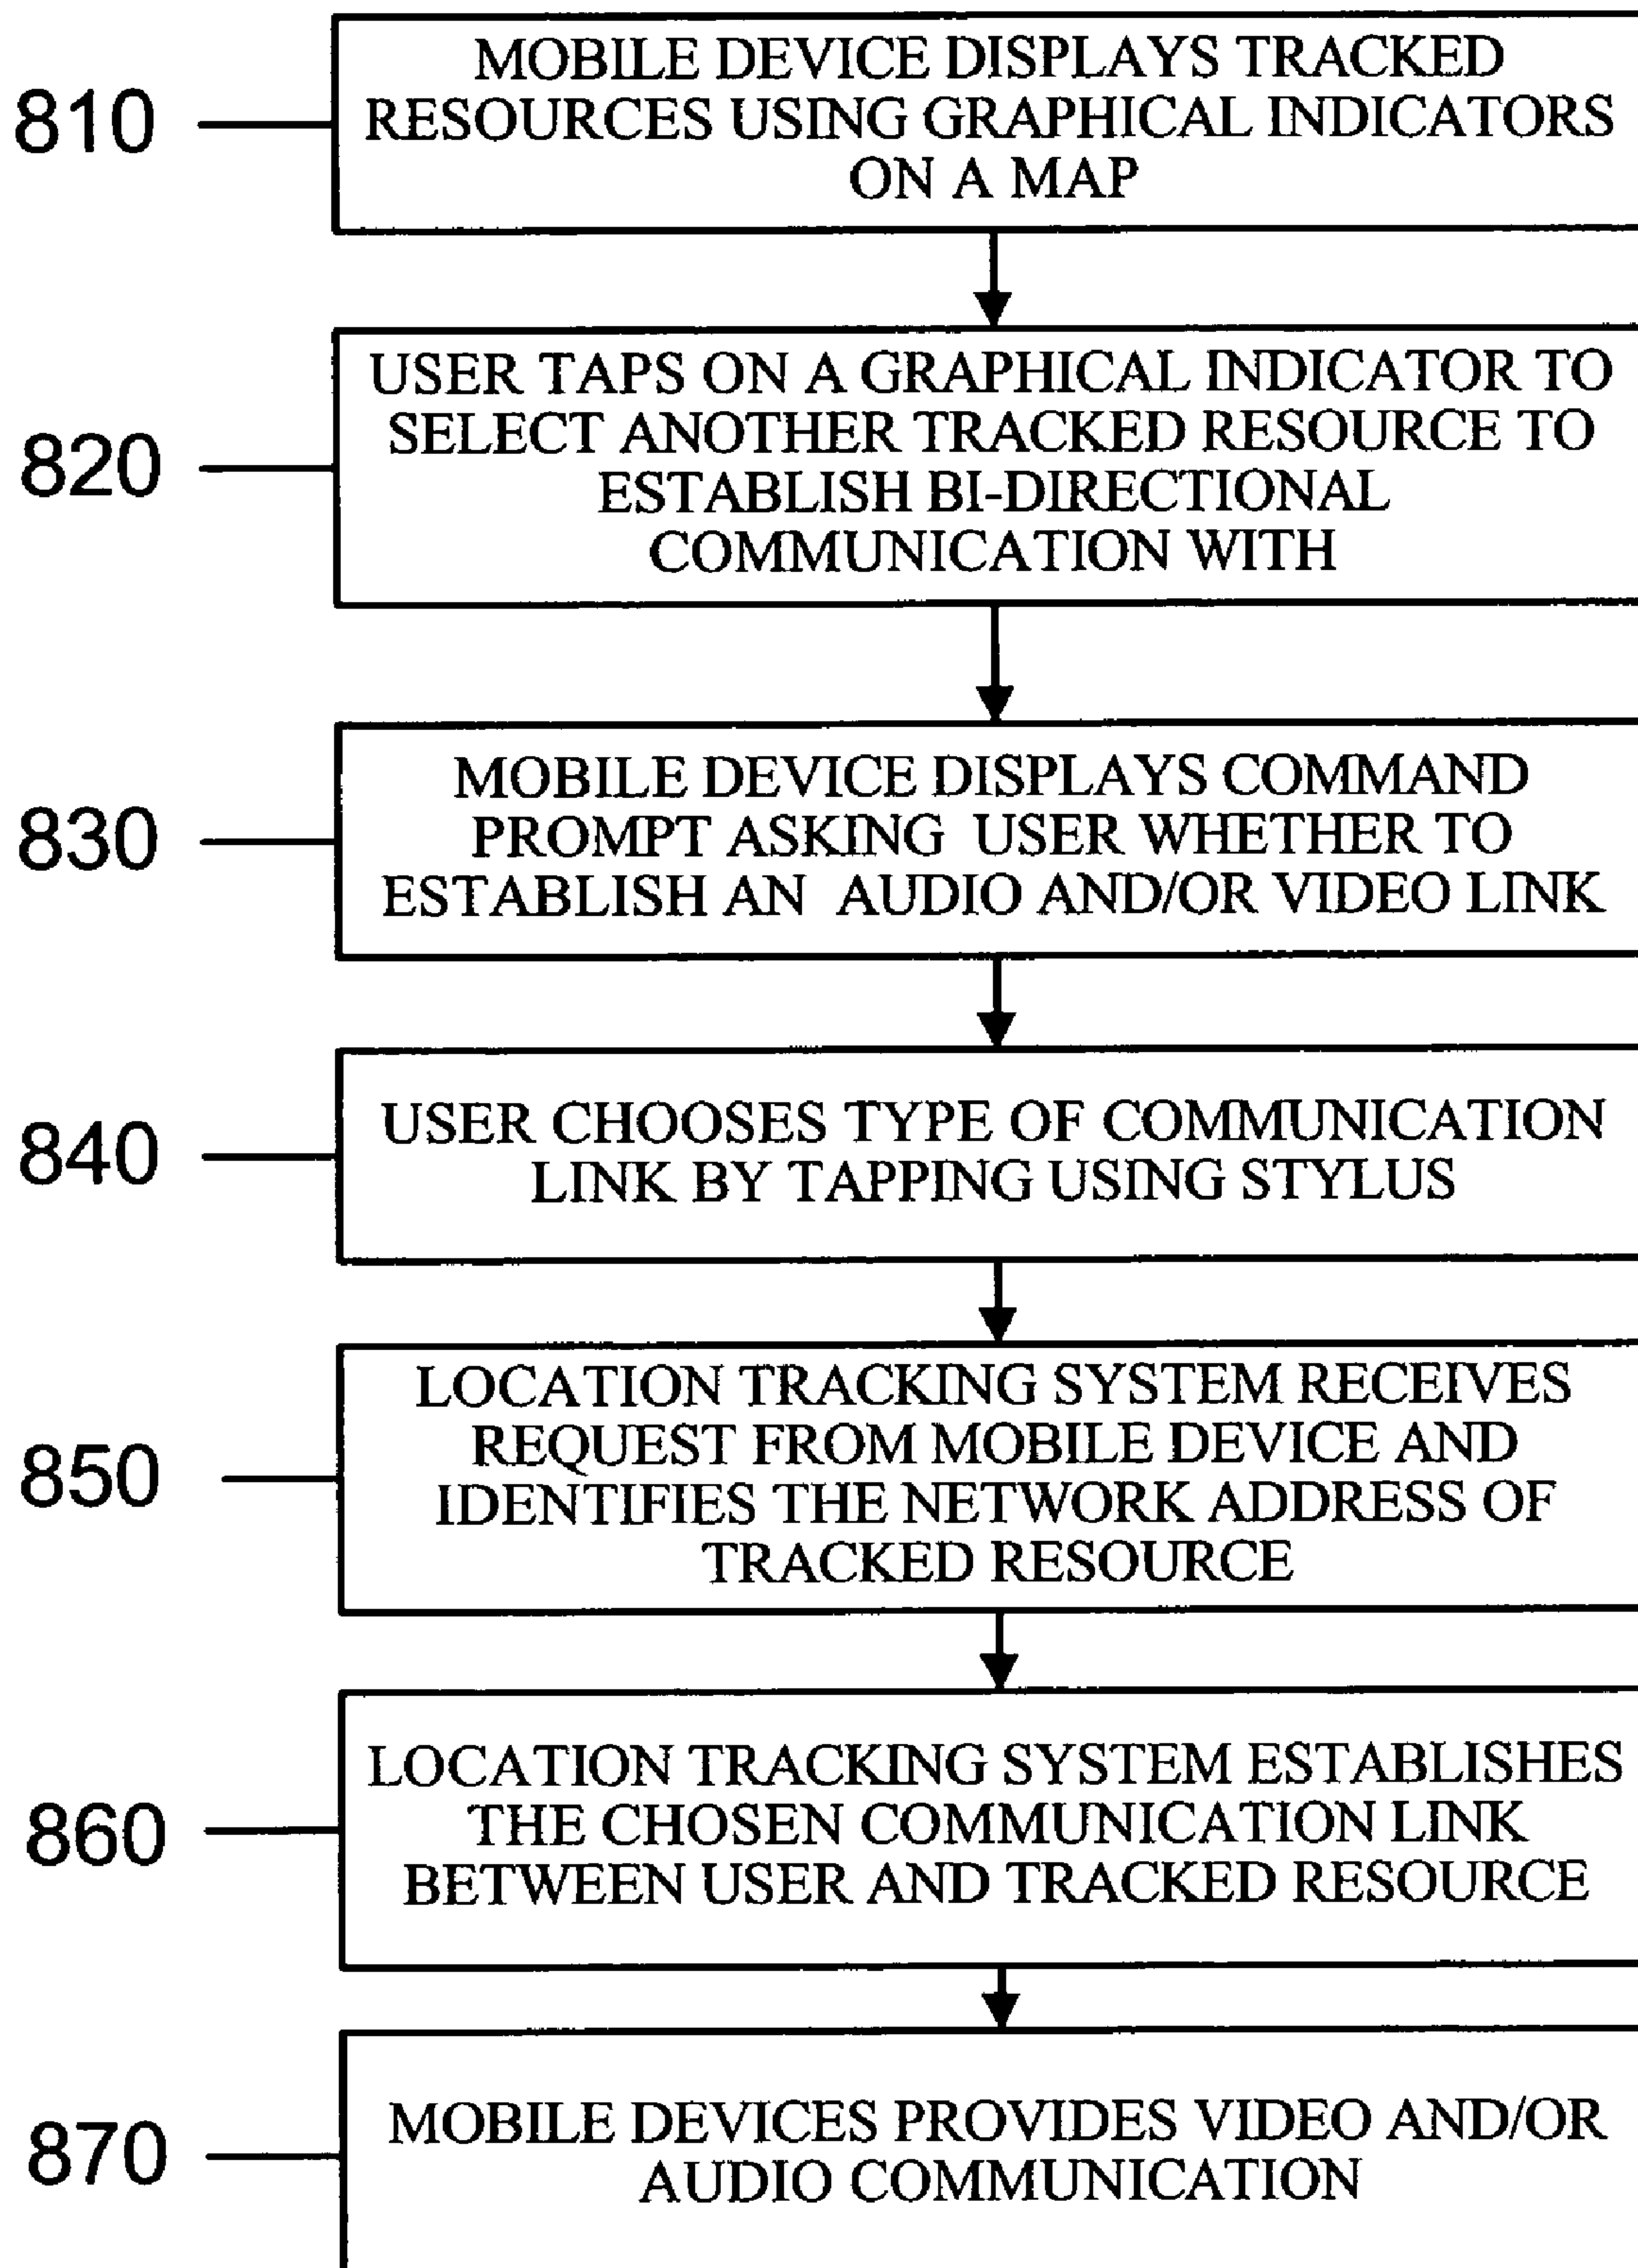 810
MOBILE DEVICE DISPLAYS TRACKED
RESOURCES USING GRAPHICAL INDICATORS
ON A MAP
820
USER TAPS ON A GRAPHICAL INDICATOR TO
SELECT ANOTHER TRACKED RESOURCE TO
ESTABLISH BI-DIRECTIONAL
COMMUNICATION WITH
830
MOBILE DEVICE DISPLAYS COMMAND
PROMPT ASKING USER WHETHER TO
ESTABLISH AN AUDIO AND/OR VIDEO LINK
840
USER CHOOSES TYPE OF COMMUNICATION
LINK BY TAPPING USING STYLUS
850
LOCATION TRACKING SYSTEM RECEIVES
REQUEST FROM MOBILE DEVICE AND
IDENTIFIES THE NETWORK ADDRESS OF
TRACKED RESOURCE
860
LOCATION TRACKING SYSTEM ESTABLISHES
THE CHOSEN COMMUNICATION LINK
BETWEEN USER AND TRACKED RESOURCE
870
MOBILE DEVICES PROVIDES VIDEO AND/OR
AUDIO COMMUNICATION